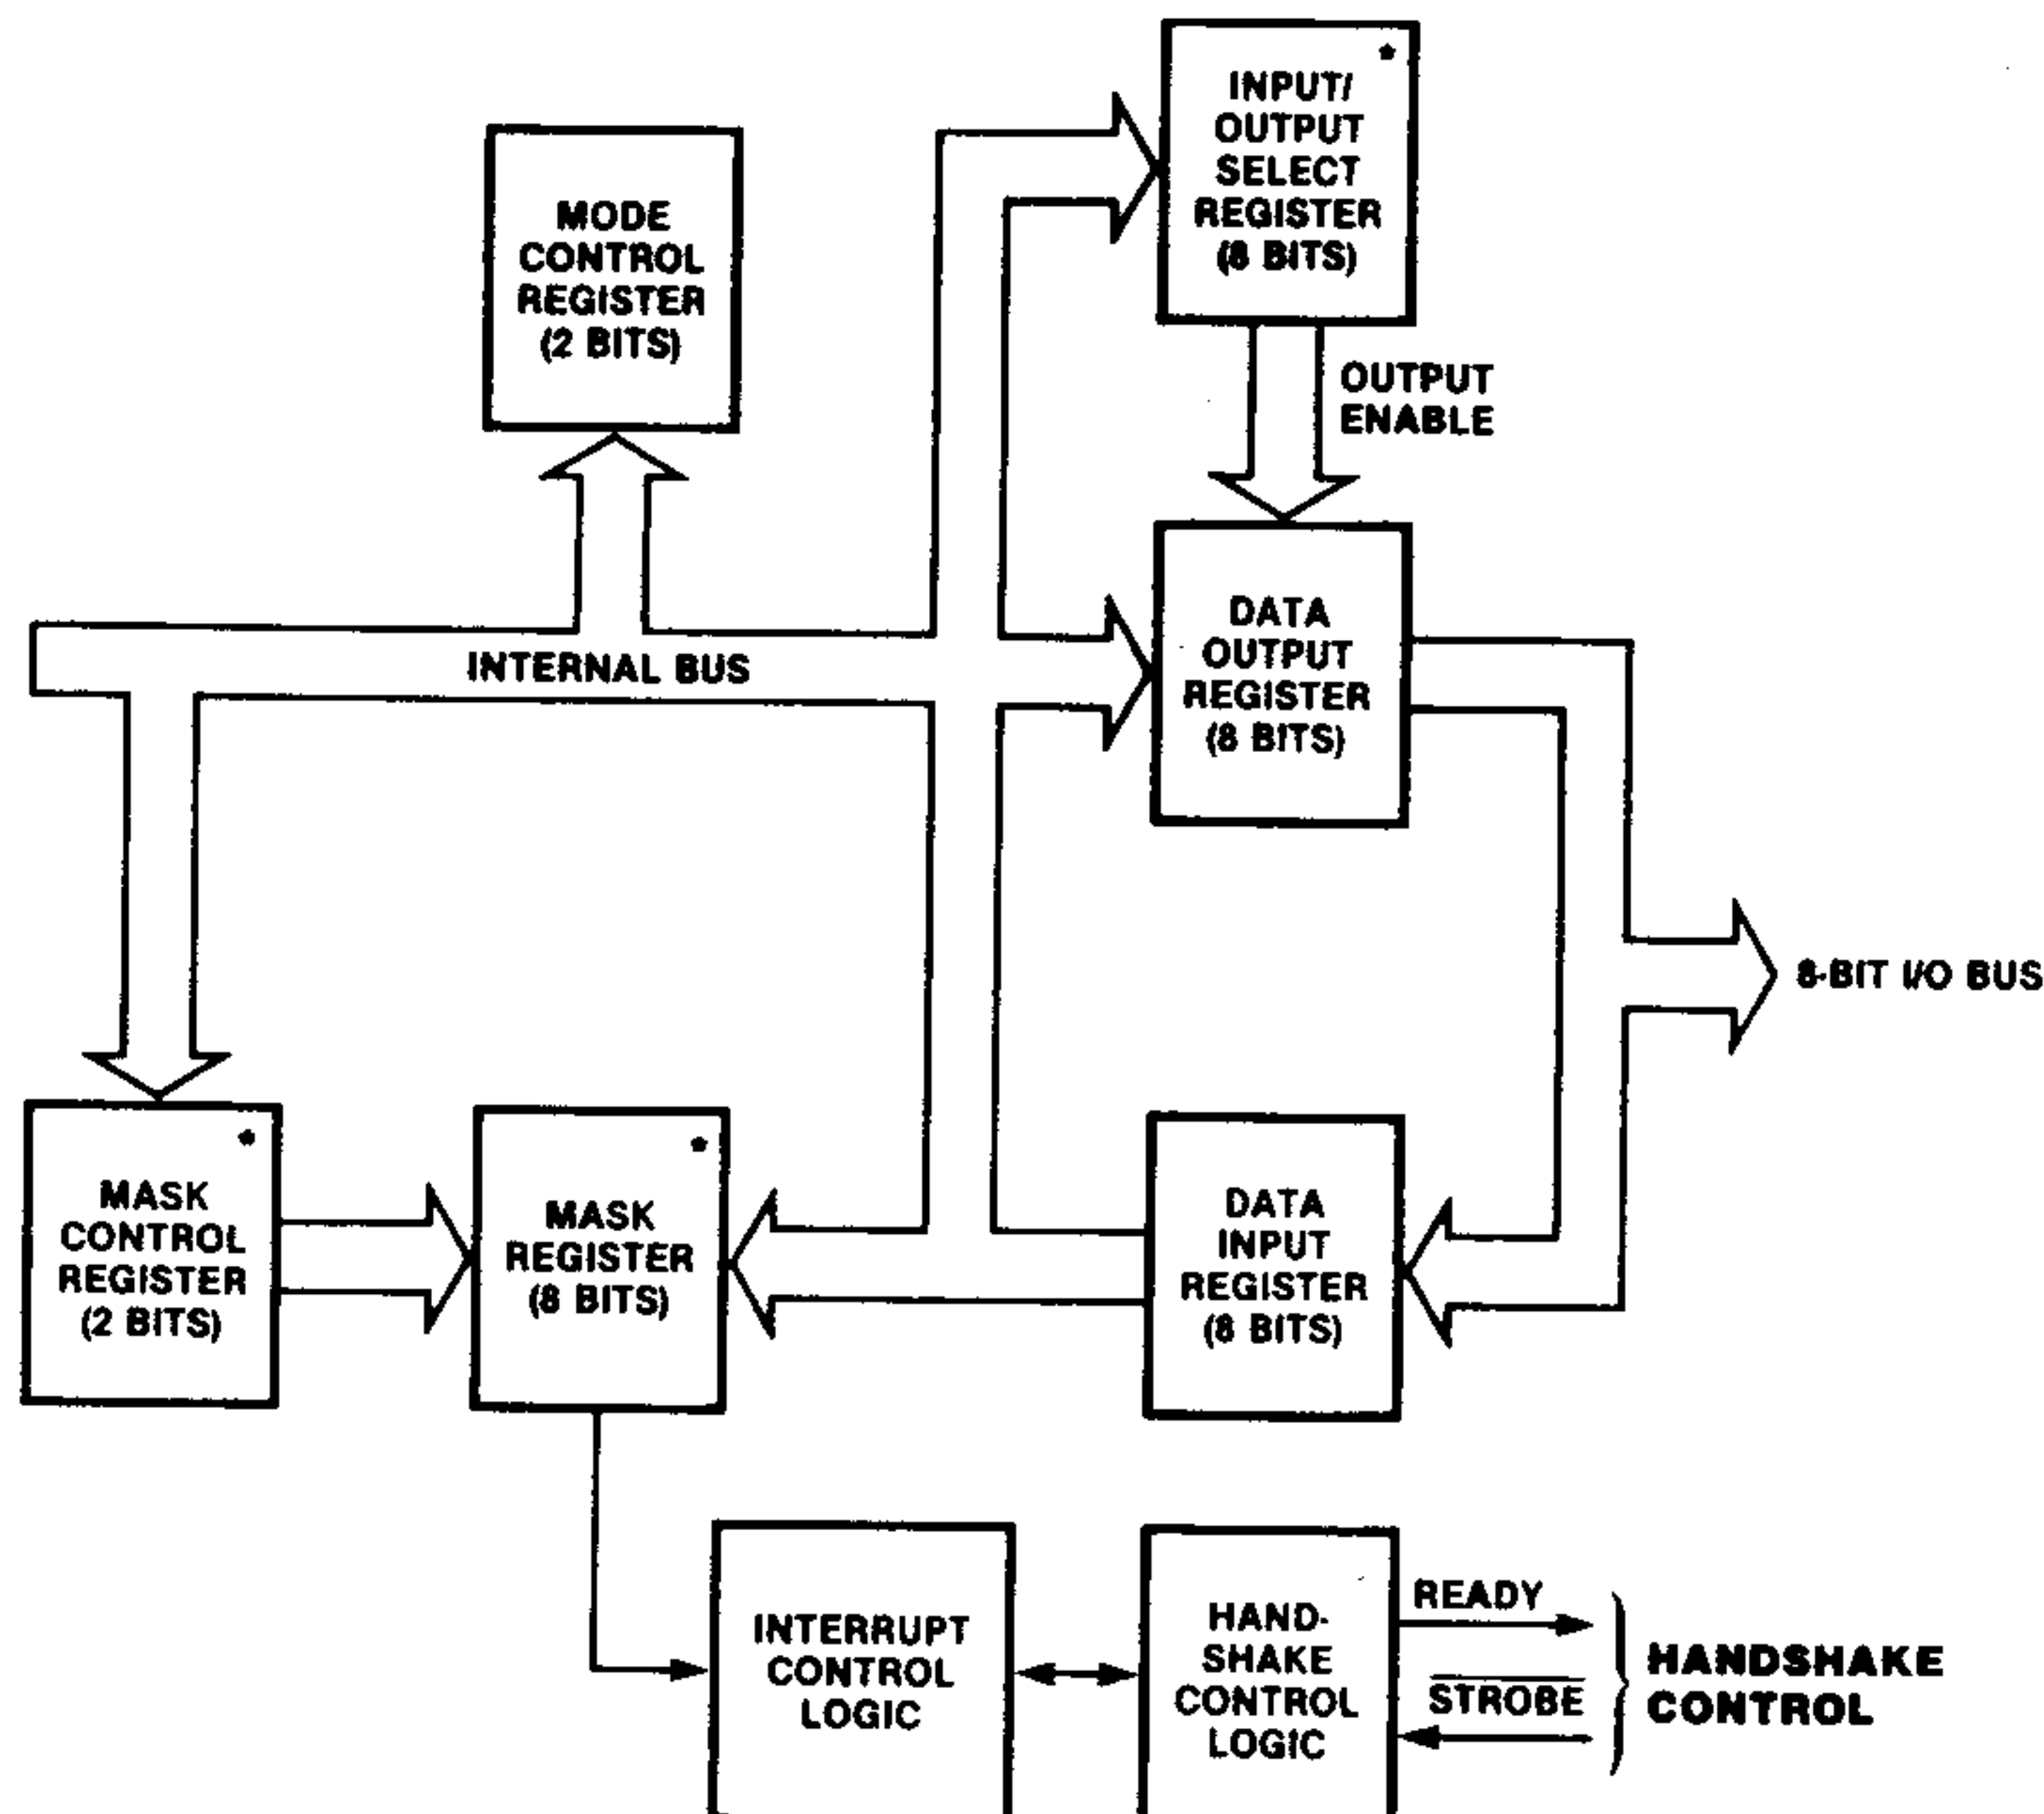 INPUT/
OUTPUT
SELECT
REGISTER
(8 BITS)
MODE
CONTROL
REGISTER
(2 BITS)
OUTPUT
ENABLE
DATA
OUTPUT
REGISTER
(8 BITS)
INTERNAL BUS
8-BIT I/O BUS
MASK
CONTROL
REGISTER
(2 BITS)
MASK
REGISTER
(8 BITS)
DATA
INPUT
REGISTER
(8 BITS)
INTERRUPT
CONTROL
LOGIC
HAND-
SHAKE
CONTROL
LOGIC
READY
STROBE
HANDSHAKE
CONTROL